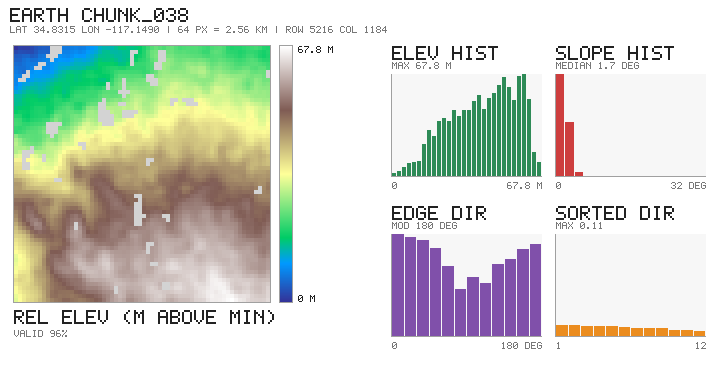 EARTH CHUNK_038
LAT 34.8315 LON -117.1490 | 64 PX = 2.56 KM | ROW 5216 COL 1184
67.8 M
0 M
REL ELEV (M ABOVE MIN)
VALID 96%
ELEV HIST
MAX 67.8 M
0 67.8 M
SLOPE HIST
MEDIAN 1.7 DEG
0 32 DEG
EDGE DIR
MOD 180 DEG
0 180 DEG
SORTED DIR
MAX 0.11
1 12